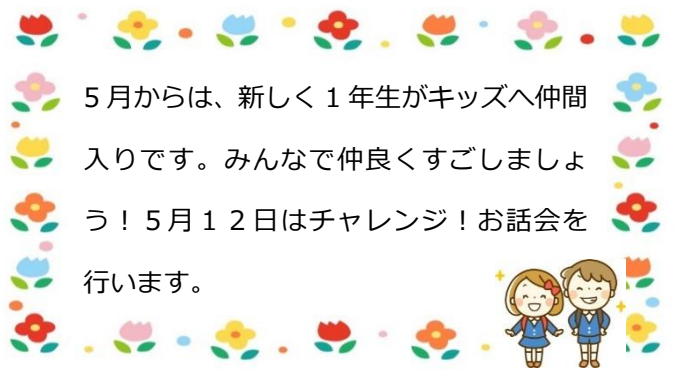 5月からは、新しく1年生がキッズへ仲間
入りです。みんなで仲良くすごしましょ
う!5月12日はチャレンジ!お話会を
行います。